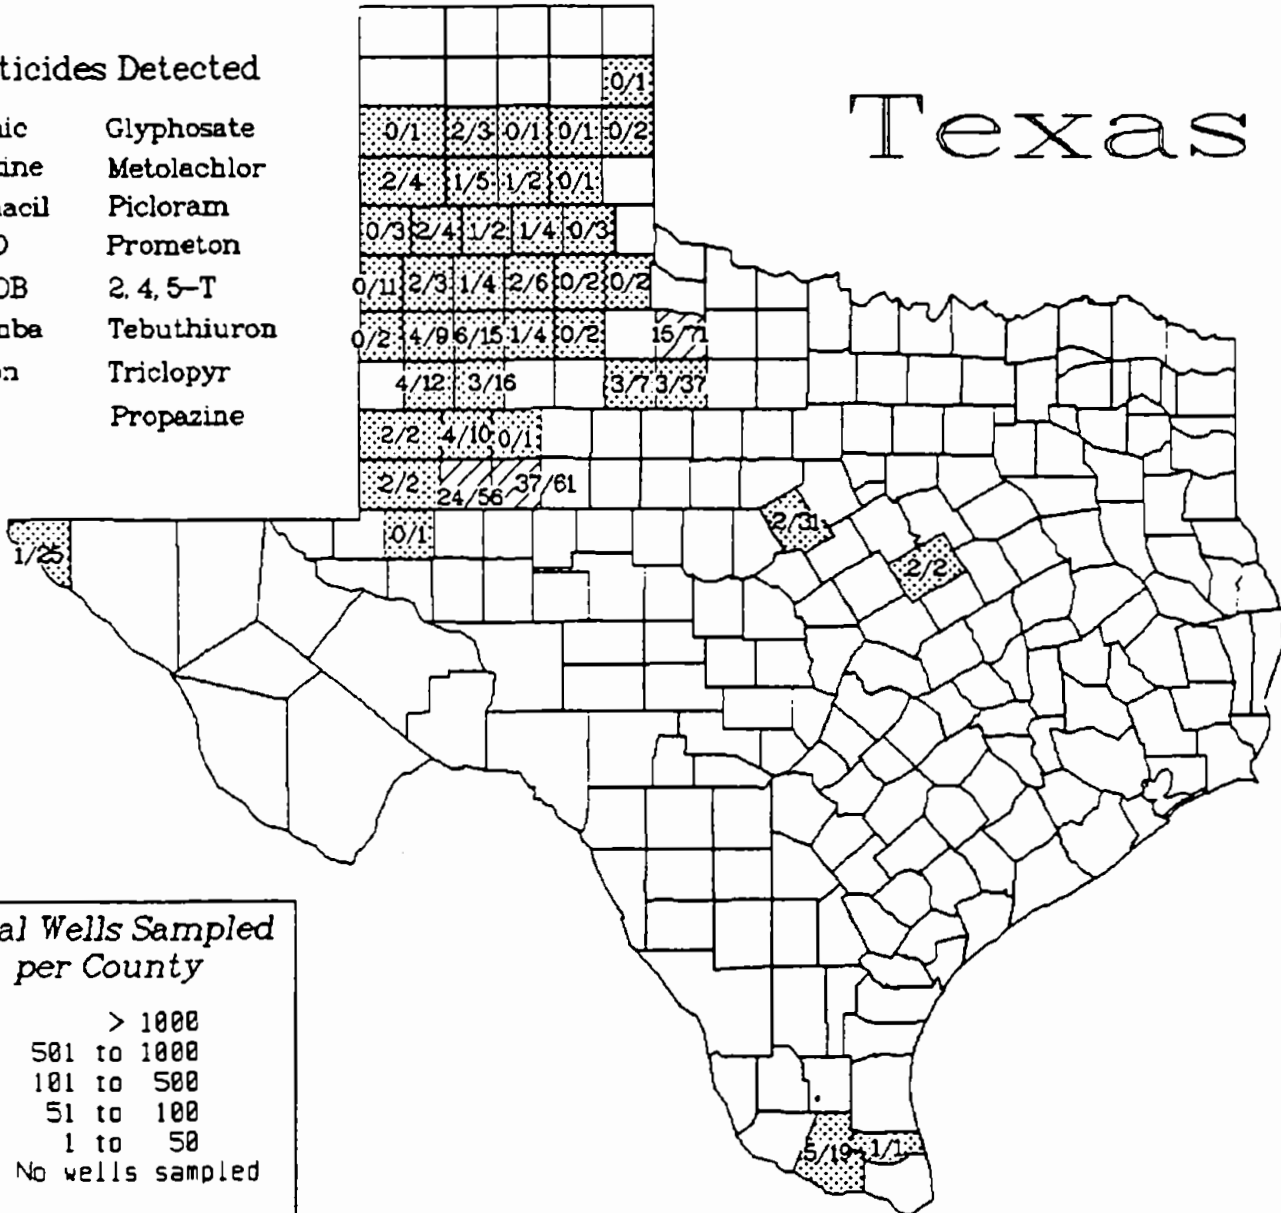 Texas
ticides Detected
ic Glyphosate
ine Metolachlor
acil Picloram
Prometon
DB 2, 4, 5-T
nba Tebuthiuron
n Triclopyr
Propazine
0/1
0/1 2/3 0/1 0/1 0/2
2/4 1/5 1/2 0/1
0/3 2/4 1/2 1/4 0/3
0/11 2/3 1/4 2/6 0/2 0/2
0/2 4/9 6/15 1/4 0/2 15/71
4/12 3/16 3/7 3/37
2/2 4/10 0/1
2/2 24/56 37/61
0/1 2/31
1/25 2/2
5/19 1/1
al Wells Sampled
per County
> 1000
501 to 1000
101 to 500
51 to 100
1 to 50
No wells sampled